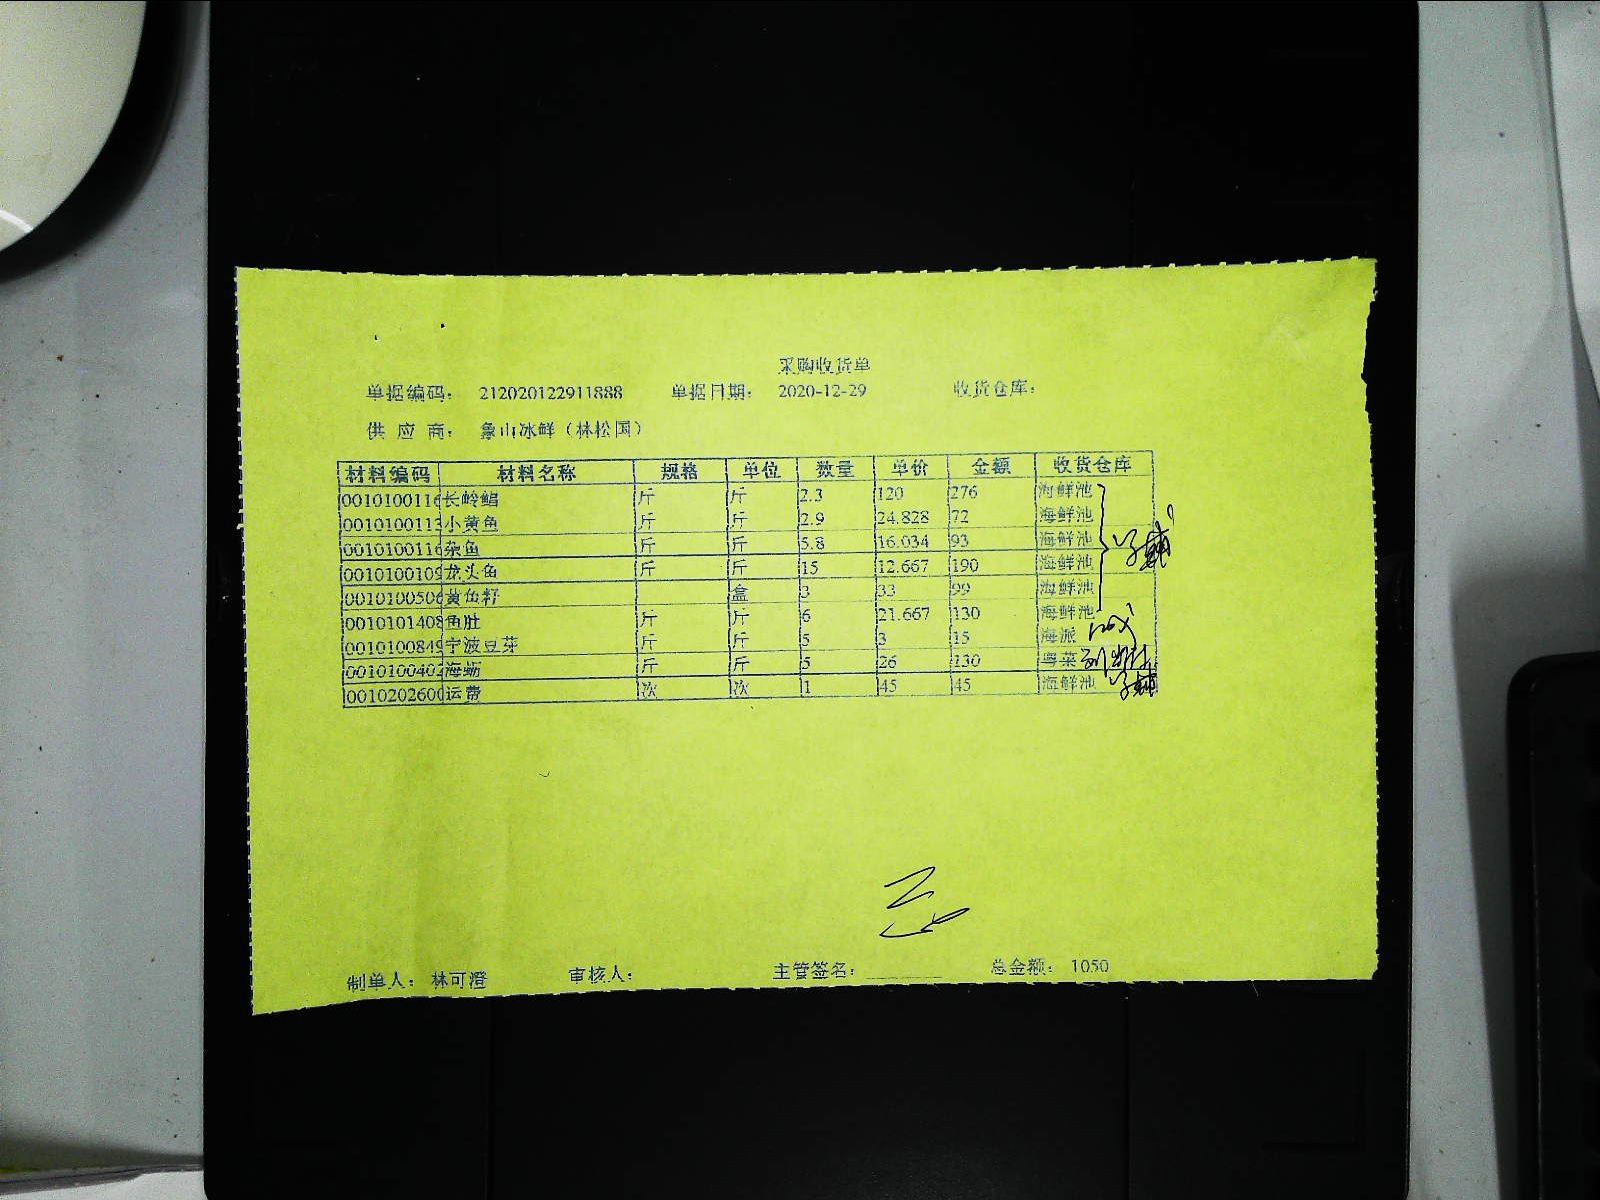 采购收货单
单据编码： 212020122911888 单据日期： 2020-12-29 收货仓库：
供 应 商： 象山冰鲜（林松国）
材料编码 材料名称 规格 单位 数量 单价 金额 收货仓库
0010100116 长岭鲳 斤 斤 2.3 120 276 海鲜池
0010100113 小黄鱼 斤 斤 2.9 24.828 72 海鲜池
0010100116 杂鱼 斤 斤 5.8 16.034 93 海鲜池
0010100109 龙头鱼 斤 斤 15 12.667 190 海鲜池
0010100506 黄鱼籽 盒 3 33 99 海鲜池
0010101408 鱼肚 斤 斤 6 21.667 130 海鲜池
0010100849 宁波豆芽 斤 斤 5 3 15 海派
0010100402 海蛎 斤 斤 5 26 130 粤菜
0010202600 运费 次 次 1 45 45 海鲜池
制单人： 林可澄 审核人： 主管签名： 总金额： 1050